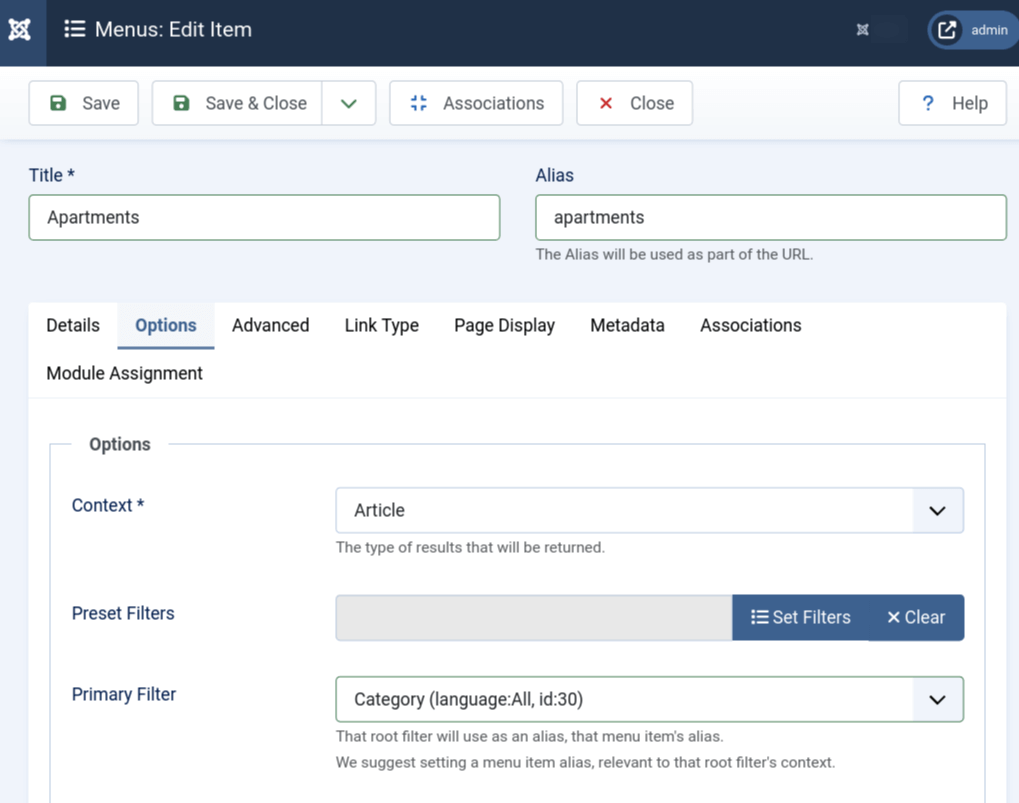 Menus: Edit Item
admin
Save
Save & Close
Associations
Close
? Help
Title *
Alias
Apartments
apartments
The Alias will be used as part of the URL.
Details
Options
Advanced
Link Type
Page Display
Metadata
Associations
Module Assignment
Options
Context *
Article
The type of results that will be returned.
Preset Filters
Set Filters
Clear
Primary Filter
Category (language:All, id:30)
That root filter will use as an alias, that menu item's alias.
We suggest setting a menu item alias, relevant to that root filter's context.